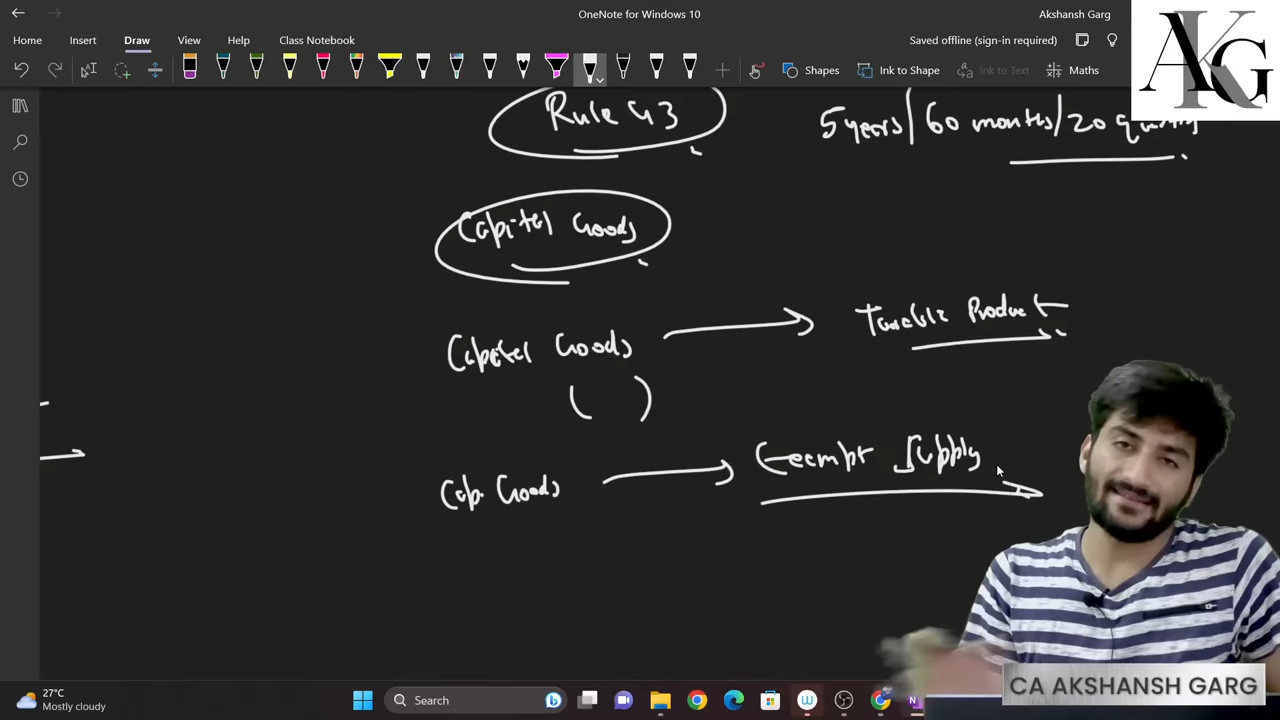 OneNote for Windows 10
Akshansh Garg
Home Insert Draw View Help Class Notebook
Saved offline (sign-in required)
Shapes Ink to Shape Ink to Text Maths
AKG
Rule 43
5 years/ 60 months/ 20
Capital Goods
Capital Goods → Taxable Product
( )
Cap. Goods → Exempt Supply
CA AKSHANSH GARG
27°C
Mostly cloudy
Search